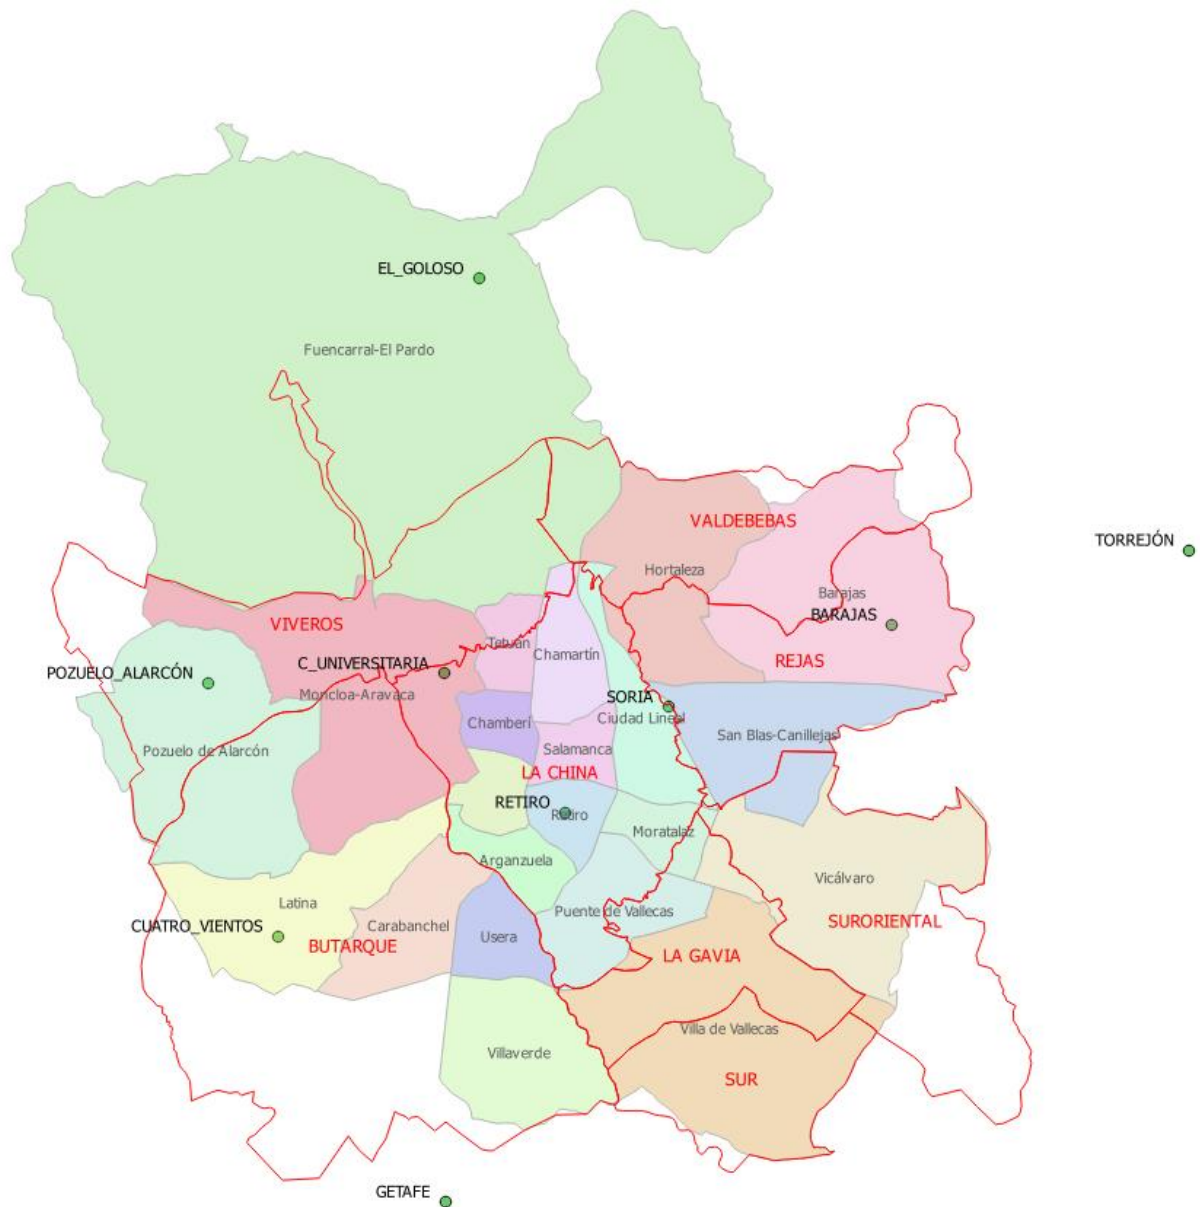 EL_GOLOSO
Fuencarral-El Pardo
VALDEBEBAS
TORREJÓN
Hortaleza
Barajas
BARAJAS
VIVEROS
Tetuán
Chamartín
C_UNIVERSITARIA
REJAS
POZUELO_ALARCÓN
Moncloa-Aravaca
SORIA
Ciudad Lineal
Chamberí
San Blas-Canillejas
Pozuelo de Alarcón
Salamanca
LA CHINA
RETIRO
Retiro
Moratalaz
Arganzuela
Vicálvaro
Latina
Puente de Vallecas
SURORIENTAL
CUATRO_VIENTOS
Carabanchel
Usera
BUTARQUE
LA GAVIA
Villa de Vallecas
Villaverde
SUR
GETAFE